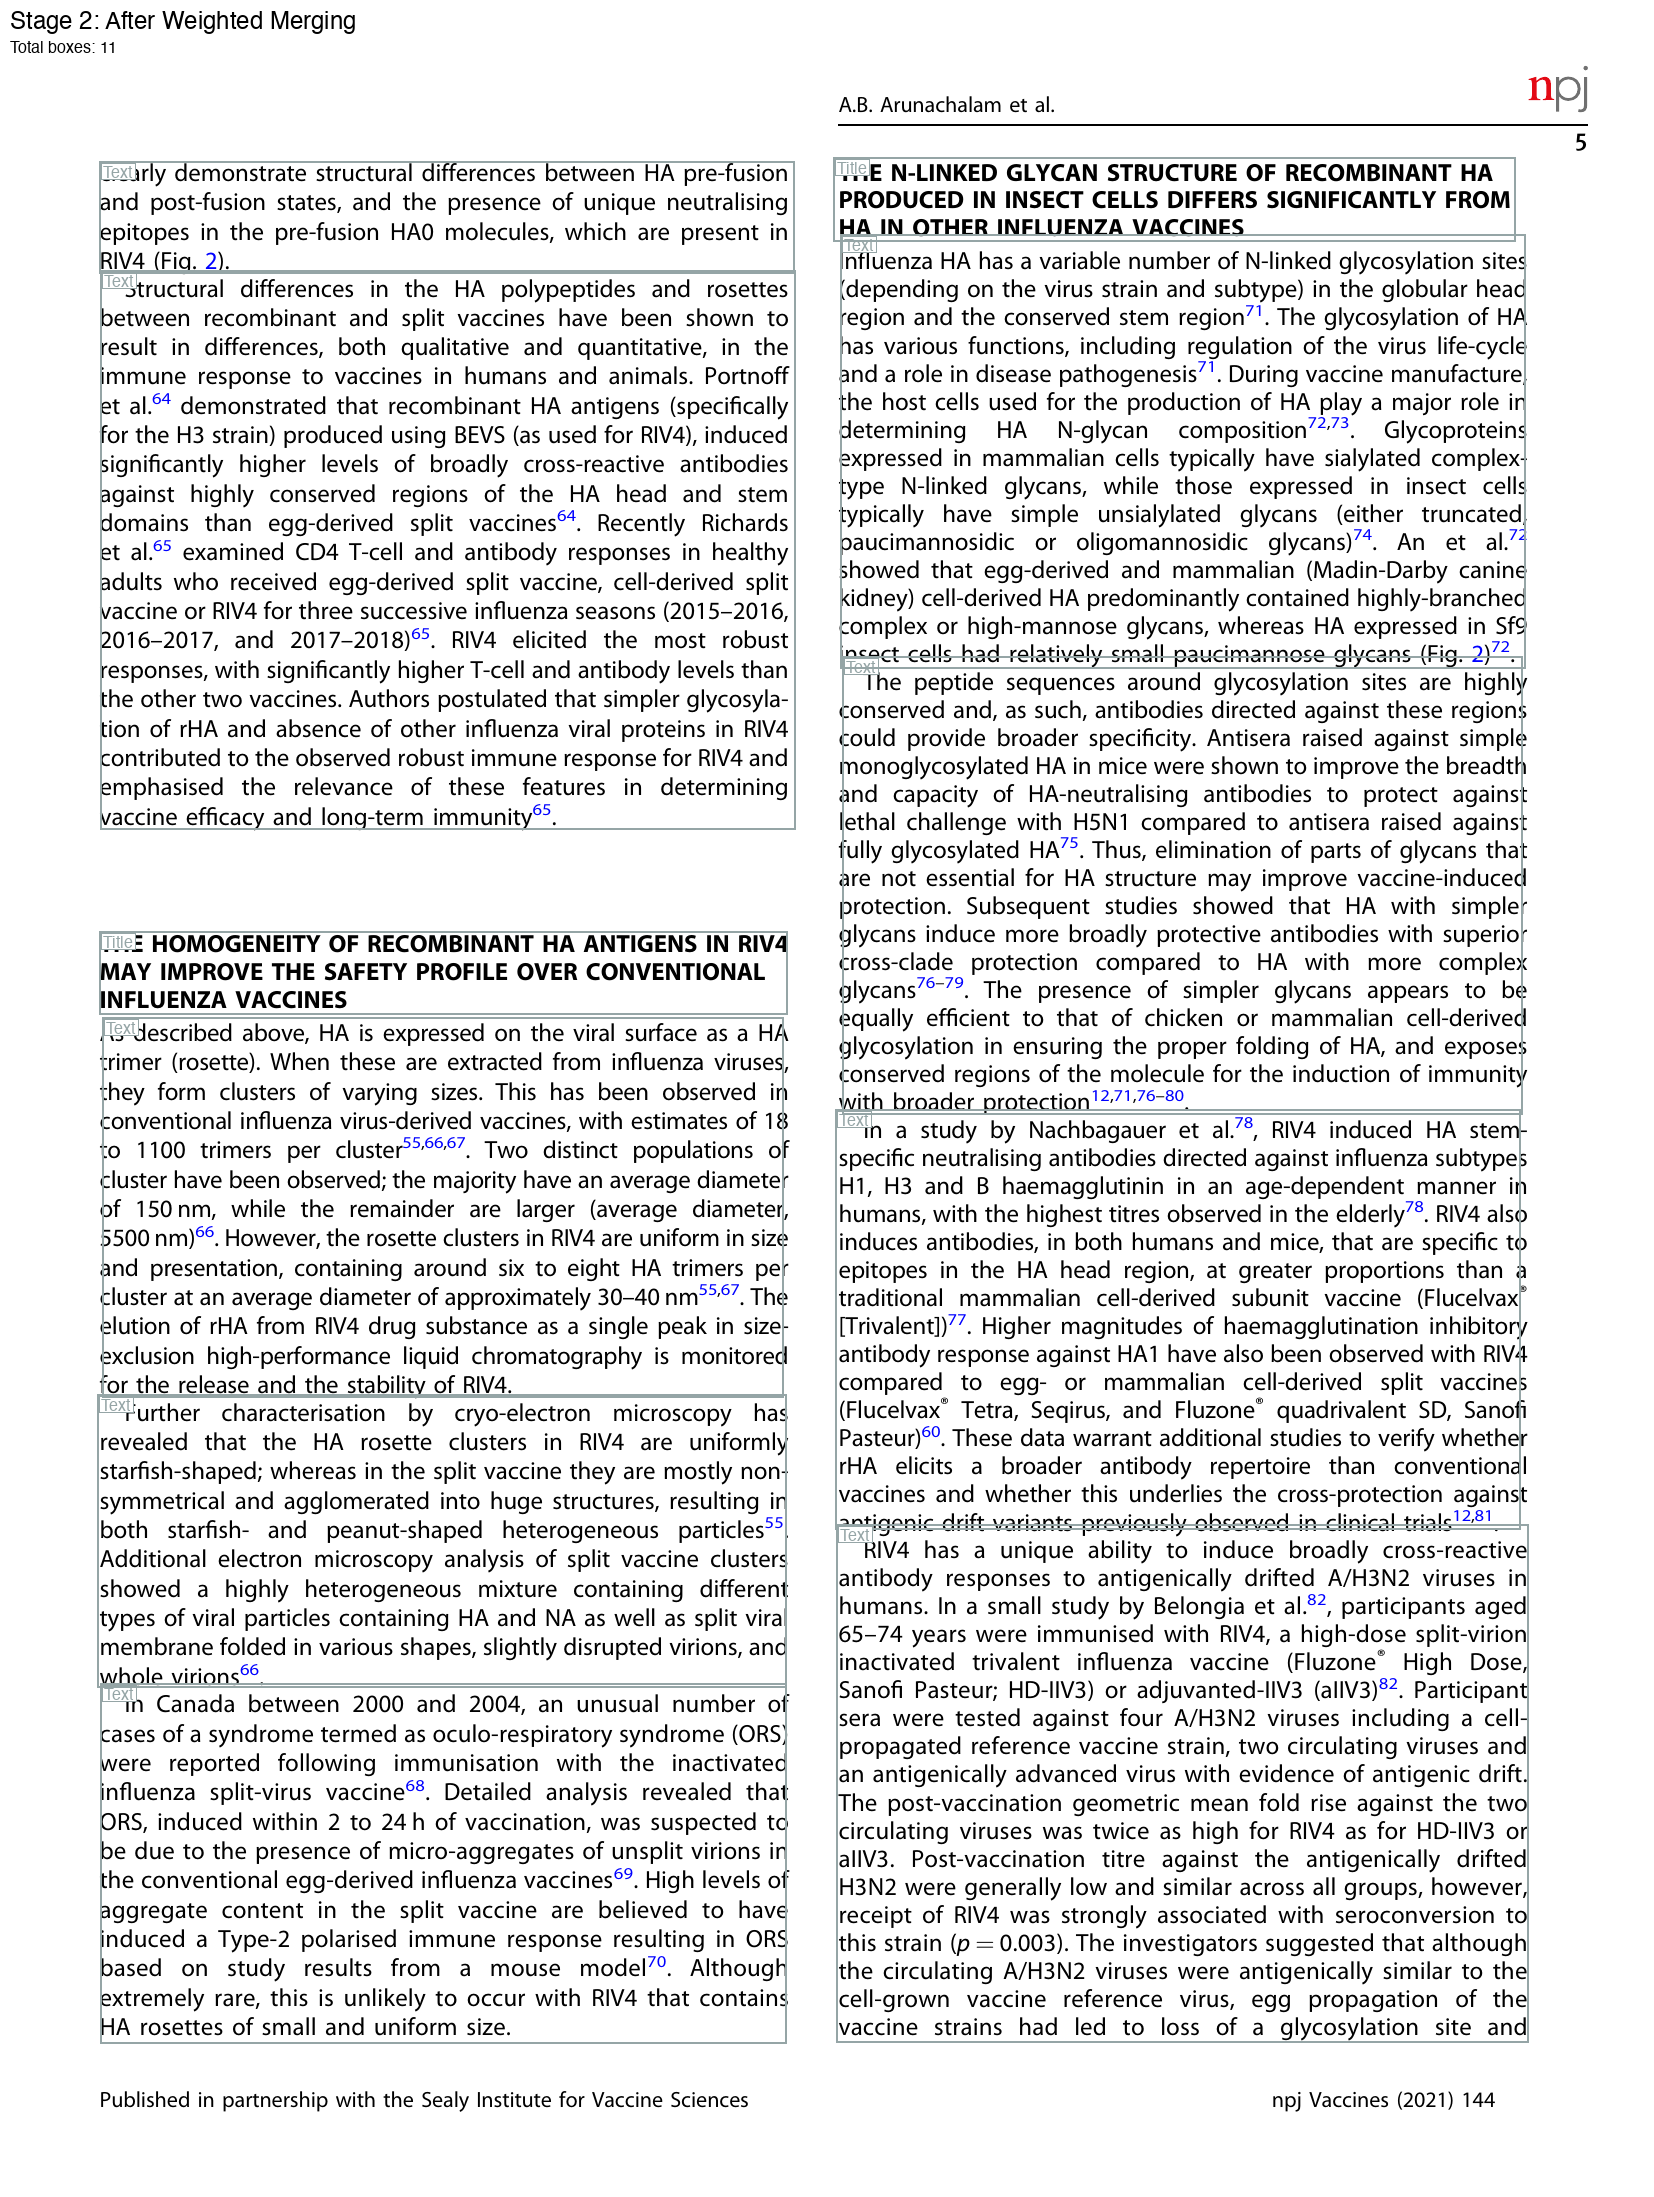 Stage 2: After Weighted Merging
Total boxes: 11
A.B. Arunachalam et al.
npj
5
Text
clearly demonstrate structural differences between HA pre-fusion
and post-fusion states, and the presence of unique neutralising
epitopes in the pre-fusion HA0 molecules, which are present in
RIV4 (Fig. 2).
Text
Structural differences in the HA polypeptides and rosettes
between recombinant and split vaccines have been shown to
result in differences, both qualitative and quantitative, in the
immune response to vaccines in humans and animals. Portnoff
et al.64 demonstrated that recombinant HA antigens (specifically
for the H3 strain) produced using BEVS (as used for RIV4), induced
significantly higher levels of broadly cross-reactive antibodies
against highly conserved regions of the HA head and stem
domains than egg-derived split vaccines64. Recently Richards
et al.65 examined CD4 T-cell and antibody responses in healthy
adults who received egg-derived split vaccine, cell-derived split
vaccine or RIV4 for three successive influenza seasons (2015–2016,
2016–2017, and 2017–2018)65. RIV4 elicited the most robust
responses, with significantly higher T-cell and antibody levels than
the other two vaccines. Authors postulated that simpler glycosyla-
tion of rHA and absence of other influenza viral proteins in RIV4
contributed to the observed robust immune response for RIV4 and
emphasised the relevance of these features in determining
vaccine efficacy and long-term immunity65.
Title
THE HOMOGENEITY OF RECOMBINANT HA ANTIGENS IN RIV4
MAY IMPROVE THE SAFETY PROFILE OVER CONVENTIONAL
INFLUENZA VACCINES
Text
As described above, HA is expressed on the viral surface as a HA
trimer (rosette). When these are extracted from influenza viruses,
they form clusters of varying sizes. This has been observed in
conventional influenza virus-derived vaccines, with estimates of 18
to 1100 trimers per cluster55,66,67. Two distinct populations of
cluster have been observed; the majority have an average diameter
of 150 nm, while the remainder are larger (average diameter,
5500 nm)66. However, the rosette clusters in RIV4 are uniform in size
and presentation, containing around six to eight HA trimers per
cluster at an average diameter of approximately 30–40 nm55,67. The
elution of rHA from RIV4 drug substance as a single peak in size-
exclusion high-performance liquid chromatography is monitored
for the release and the stability of RIV4.
Text
Further characterisation by cryo-electron microscopy has
revealed that the HA rosette clusters in RIV4 are uniformly
starfish-shaped; whereas in the split vaccine they are mostly non-
symmetrical and agglomerated into huge structures, resulting in
both starfish- and peanut-shaped heterogeneous particles55.
Additional electron microscopy analysis of split vaccine clusters
showed a highly heterogeneous mixture containing different
types of viral particles containing HA and NA as well as split viral
membrane folded in various shapes, slightly disrupted virions, and
whole virions66.
Text
In Canada between 2000 and 2004, an unusual number of
cases of a syndrome termed as oculo-respiratory syndrome (ORS)
were reported following immunisation with the inactivated
influenza split-virus vaccine68. Detailed analysis revealed that
ORS, induced within 2 to 24 h of vaccination, was suspected to
be due to the presence of micro-aggregates of unsplit virions in
the conventional egg-derived influenza vaccines69. High levels of
aggregate content in the split vaccine are believed to have
induced a Type-2 polarised immune response resulting in ORS
based on study results from a mouse model70. Although
extremely rare, this is unlikely to occur with RIV4 that contains
HA rosettes of small and uniform size.
Title
THE N-LINKED GLYCAN STRUCTURE OF RECOMBINANT HA
PRODUCED IN INSECT CELLS DIFFERS SIGNIFICANTLY FROM
HA IN OTHER INFLUENZA VACCINES
Text
Influenza HA has a variable number of N-linked glycosylation sites
(depending on the virus strain and subtype) in the globular head
region and the conserved stem region71. The glycosylation of HA
has various functions, including regulation of the virus life-cycle
and a role in disease pathogenesis71. During vaccine manufacture,
the host cells used for the production of HA play a major role in
determining HA N-glycan composition72,73. Glycoproteins
expressed in mammalian cells typically have sialylated complex-
type N-linked glycans, while those expressed in insect cells
typically have simple unsialylated glycans (either truncated,
paucimannosidic or oligomannosidic glycans)74. An et al.72
showed that egg-derived and mammalian (Madin-Darby canine
kidney) cell-derived HA predominantly contained highly-branched
complex or high-mannose glycans, whereas HA expressed in Sf9
insect cells had relatively small paucimannose glycans (Fig. 2)72.
Text
The peptide sequences around glycosylation sites are highly
conserved and, as such, antibodies directed against these regions
could provide broader specificity. Antisera raised against simple
monoglycosylated HA in mice were shown to improve the breadth
and capacity of HA-neutralising antibodies to protect against
lethal challenge with H5N1 compared to antisera raised against
fully glycosylated HA75. Thus, elimination of parts of glycans that
are not essential for HA structure may improve vaccine-induced
protection. Subsequent studies showed that HA with simpler
glycans induce more broadly protective antibodies with superior
cross-clade protection compared to HA with more complex
glycans76–79. The presence of simpler glycans appears to be
equally efficient to that of chicken or mammalian cell-derived
glycosylation in ensuring the proper folding of HA, and exposes
conserved regions of the molecule for the induction of immunity
with broader protection12,71,76–80.
Text
In a study by Nachbagauer et al.78, RIV4 induced HA stem-
specific neutralising antibodies directed against influenza subtypes
H1, H3 and B haemagglutinin in an age-dependent manner in
humans, with the highest titres observed in the elderly78. RIV4 also
induces antibodies, in both humans and mice, that are specific to
epitopes in the HA head region, at greater proportions than a
traditional mammalian cell-derived subunit vaccine (Flucelvax®
[Trivalent])77. Higher magnitudes of haemagglutination inhibitory
antibody response against HA1 have also been observed with RIV4
compared to egg- or mammalian cell-derived split vaccines
(Flucelvax® Tetra, Seqirus, and Fluzone® quadrivalent SD, Sanofi
Pasteur)60. These data warrant additional studies to verify whether
rHA elicits a broader antibody repertoire than conventional
vaccines and whether this underlies the cross-protection against
antigenic drift variants previously observed in clinical trials12,81.
Text
RIV4 has a unique ability to induce broadly cross-reactive
antibody responses to antigenically drifted A/H3N2 viruses in
humans. In a small study by Belongia et al.82, participants aged
65–74 years were immunised with RIV4, a high-dose split-virion
inactivated trivalent influenza vaccine (Fluzone® High Dose,
Sanofi Pasteur; HD-IIV3) or adjuvanted-IIV3 (aIIV3)82. Participant
sera were tested against four A/H3N2 viruses including a cell-
propagated reference vaccine strain, two circulating viruses and
an antigenically advanced virus with evidence of antigenic drift.
The post-vaccination geometric mean fold rise against the two
circulating viruses was twice as high for RIV4 as for HD-IIV3 or
aIIV3. Post-vaccination titre against the antigenically drifted
H3N2 were generally low and similar across all groups, however,
receipt of RIV4 was strongly associated with seroconversion to
this strain (p = 0.003). The investigators suggested that although
the circulating A/H3N2 viruses were antigenically similar to the
cell-grown vaccine reference virus, egg propagation of the
vaccine strains had led to loss of a glycosylation site and
Published in partnership with the Sealy Institute for Vaccine Sciences
npj Vaccines (2021) 144